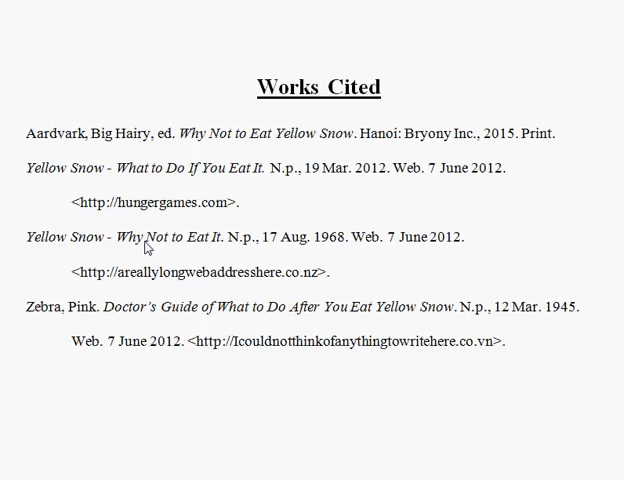 Works Cited
Aardvark, Big Hairy, ed. Why Not to Eat Yellow Snow. Hanoi: Bryony Inc., 2015. Print.
Yellow Snow - What to Do If You Eat It. N.p., 19 Mar. 2012. Web. 7 June 2012.
<http://hungergames.com>.
Yellow Snow - Why Not to Eat It. N.p., 17 Aug. 1968. Web. 7 June 2012.
<http://areallylongwebaddresshere.co.nz>.
Zebra, Pink. Doctor's Guide of What to Do After You Eat Yellow Snow. N.p., 12 Mar. 1945.
Web. 7 June 2012. <http://Icouldnotthinkofanythingtowritehere.co.vn>.